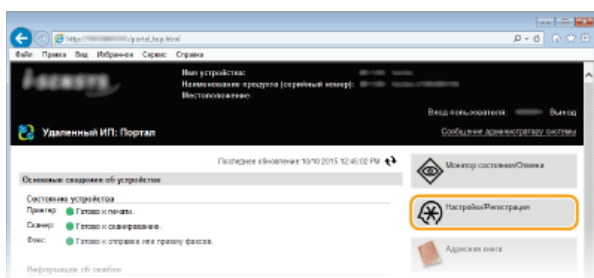 http:// /portal_top.html
Файл Правка Вид Избранное Сервис Справка
Имя устройства:
Наименование продукта (серийный номер):
Местоположение:
Вход пользователя: Выход
Удаленный ИП: Портал
Сообщение администратору системы
Последнее обновление 10/10 2015 12:45:02 PM
Основные сведения об устройстве
Состояние устройства
Принтер: Готово к печати.
Сканер: Готово к сканированию.
Факс: Готово к отправке или приему факсов.
Информация об ошибке
Монитор состояния/Отмена
Настройки/Регистрация
Адресная книга